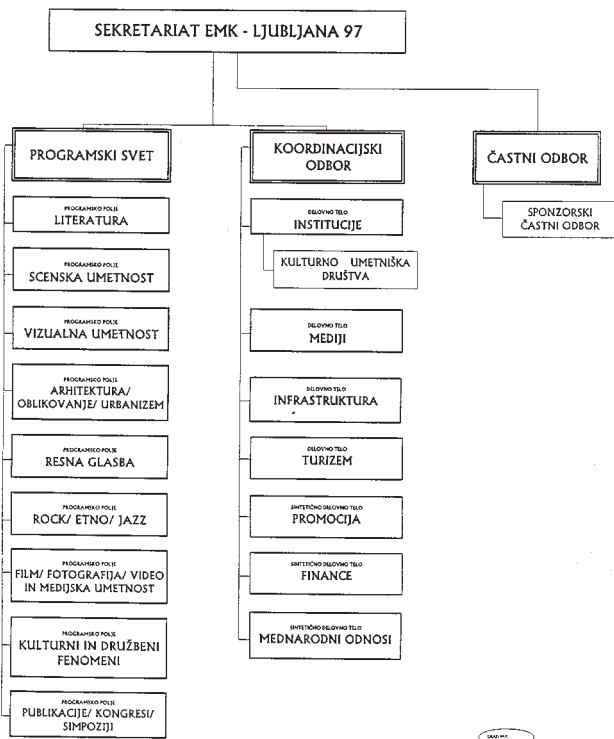 SEKRETARIAT EMK - LJUBLJANA 97
PROGRAMSKI SVET
PROGRAMSKO POLJE
LITERATURA
PROGRAMSKO POLJE
SCENSKA UMETNOST
PROGRAMSKO POLJE
VIZUALNA UMETNOST
PROGRAMSKO POLJE
ARHITEKTURA/
OBLIKOVANJE/ URBANIZEM
PROGRAMSKO POLJE
RESNA GLASBA
PROGRAMSKO POLJE
ROCK/ ETNO/ JAZZ
PROGRAMSKO POLJE
FILM/ FOTOGRAFIJA/ VIDEO
IN MEDIJSKA UMETNOST
PROGRAMSKO POLJE
KULTURNI IN DRUŽBENI
FENOMENI
PROGRAMSKO POLJE
PUBLIKACIJE/ KONGRESI/
SIMPOZIJI
KOORDINACIJSKI
ODBOR
DELOVNO TELO
INSTITUCIJE
KULTURNO UMETNIŠKA
DRUŠTVA
DELOVNO TELO
MEDIJI
DELOVNO TELO
INFRASTRUKTURA
DELOVNO TELO
TURIZEM
SINTETIČNO DELOVNO TELO
PROMOCIJA
SINTETIČNO DELOVNO TELO
FINANCE
SINTETIČNO DELOVNO TELO
MEDNARODNI ODNOSI
ČASTNI ODBOR
SPONZORSKI
ČASTNI ODBOR